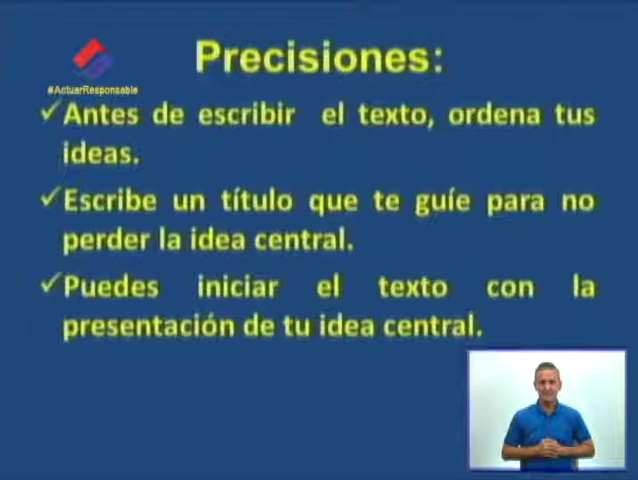 Precisiones:
#ActuarResponsable
✓Antes de escribir el texto, ordena tus
ideas.
✓Escribe un título que te guíe para no
perder la idea central.
✓Puedes iniciar el texto con la
presentación de tu idea central.